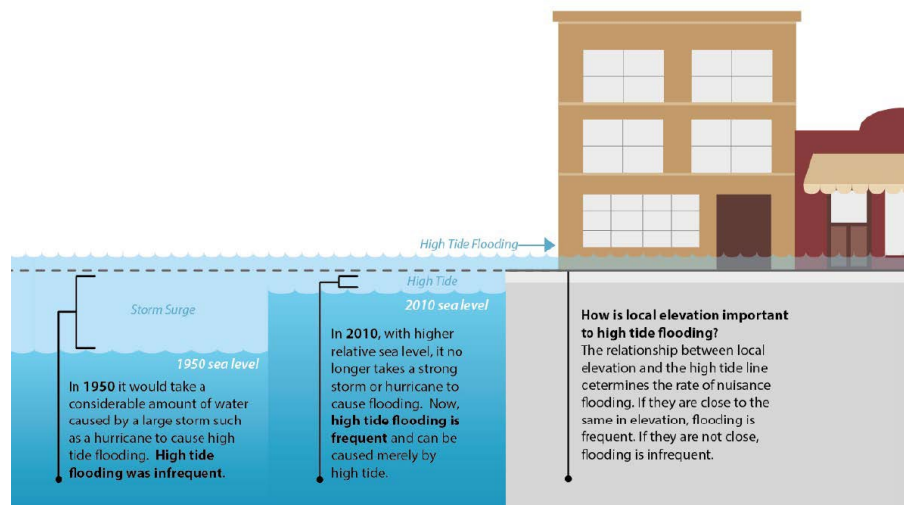 High Tide Flooding
Storm Surge
1950 sea level
In 1950 it would take a
considerable amount of water
caused by a large storm such
as a hurricane to cause high
tide flooding. High tide
flooding was infrequent.
High Tide
2010 sea level
In 2010, with higher
relative sea level, it no
longer takes a strong
storm or hurricane to
cause flooding. Now,
high tide flooding is
frequent and can be
caused merely by
high tide.
How is local elevation important
to high tide flooding?
The relationship between local
elevation and the high tide line
cetermines the rate of nuisance
flooding. If they are close to the
same in elevation, flooding is
frequent. If they are not close,
flooding is infrequent.